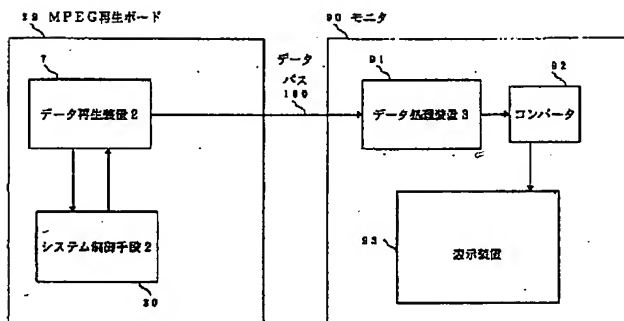 29 MPEG再生ボード
90 モニタ
7
データ再生装置2
データ
バス
100
91
データ処理装置3
92
コンバータ
システム制御手段2
30
93
表示装置